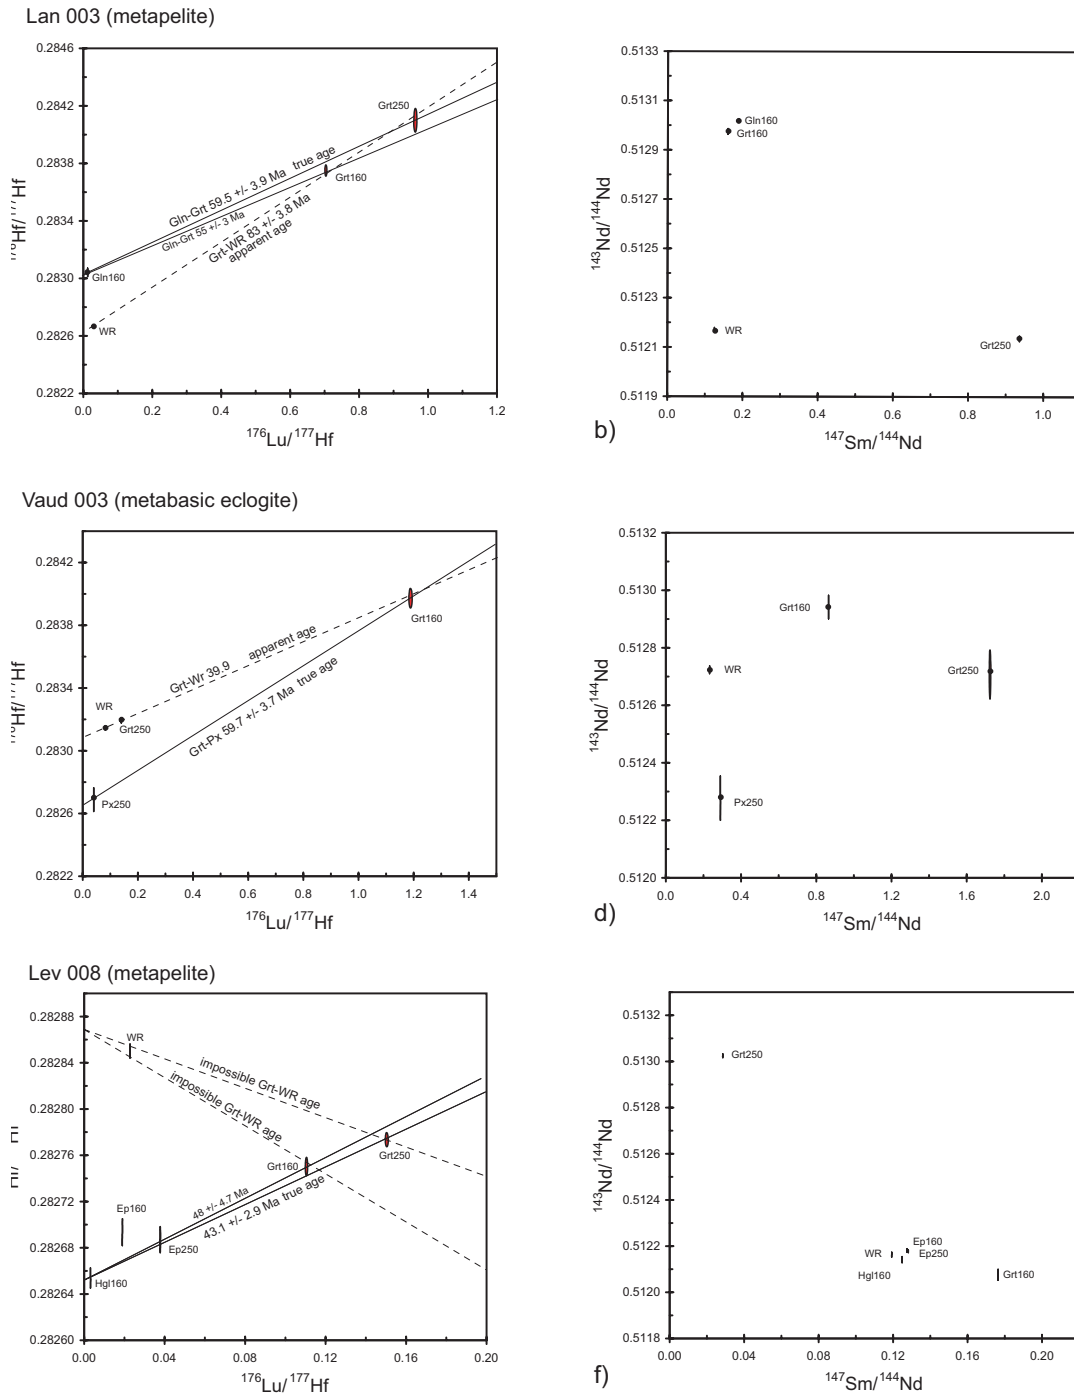 Lan 003 (metapelite)
0.2846
0.2842
0.2838
0.2834
0.2830
0.2826
0.2822
0.0
0.2
0.4
0.6
0.8
1.0
1.2
176Lu/177Hf
Grt250
Grt160
Gln-Grt 59.5 +/- 3.9 Ma true age
Gln-Grt 55 +/- 3 Ma
Grt-WR 83 +/- 3.8 Ma
apparent age
Gln160
WR
0.5133
0.5131
0.5129
0.5127
0.5125
0.5123
0.5121
0.5119
143Nd/144Nd
Gln160
Grt160
WR
Grt250
0.0
0.2
0.4
0.6
0.8
1.0
b)
147Sm/144Nd
Vaud 003 (metabasic eclogite)
0.2842
0.2838
0.2834
0.2830
0.2826
0.2822
Grt160
Grt-Wr 39.9 apparent age
Grt-Px 59.7 +/- 3.7 Ma true age
WR
Grt250
Px250
0.0
0.2
0.4
0.6
0.8
1.0
1.2
1.4
176Lu/177Hf
0.5132
0.5130
0.5128
0.5126
0.5124
0.5122
0.5120
143Nd/144Nd
Grt160
WR
Grt250
Px250
0.0
0.4
0.8
1.2
1.6
2.0
d)
147Sm/144Nd
Lev 008 (metapelite)
0.28288
0.28284
0.28280
0.28276
0.28272
0.28268
0.28264
0.28260
WR
impossible Grt-WR age
impossible Grt-WR age
Grt160
Grt250
48 +/- 4.7 Ma
43.1 +/- 2.9 Ma true age
Ep160
Ep250
Hgl160
0.00
0.04
0.08
0.12
0.16
0.20
176Lu/177Hf
0.5132
0.5130
0.5128
0.5126
0.5124
0.5122
0.5120
0.5118
143Nd/144Nd
Grt250
Ep160
WR
Ep250
Hgl160
Grt160
0.00
0.04
0.08
0.12
0.16
0.20
f)
147Sm/144Nd